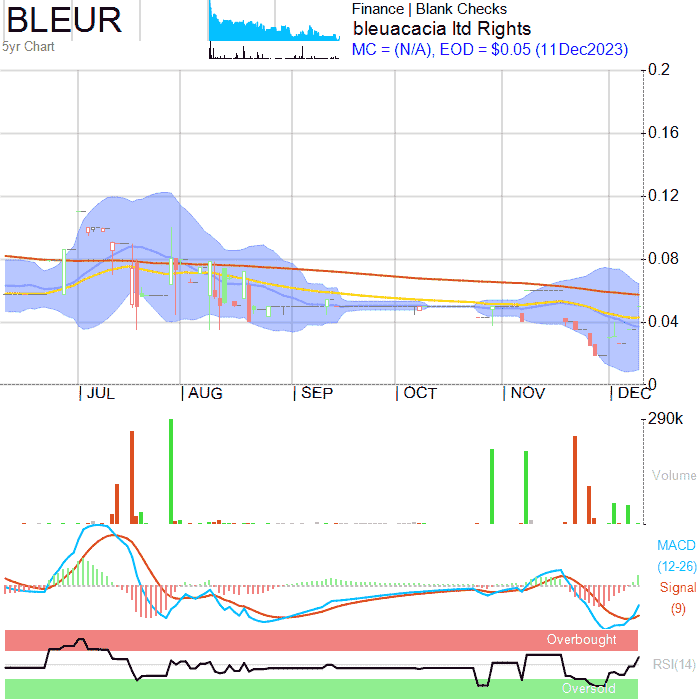 BLEUR
5yr Chart
Finance | Blank Checks
bleuacacia ltd Rights
MC = (N/A), EOD = $0.05 (11Dec2023)
0.2
0.16
0.12
0.08
0.04
0
JUL AUG SEP OCT NOV DEC
290k
Volume
MACD
(12-26)
Signal
(9)
Overbought
RSI(14)
Oversold